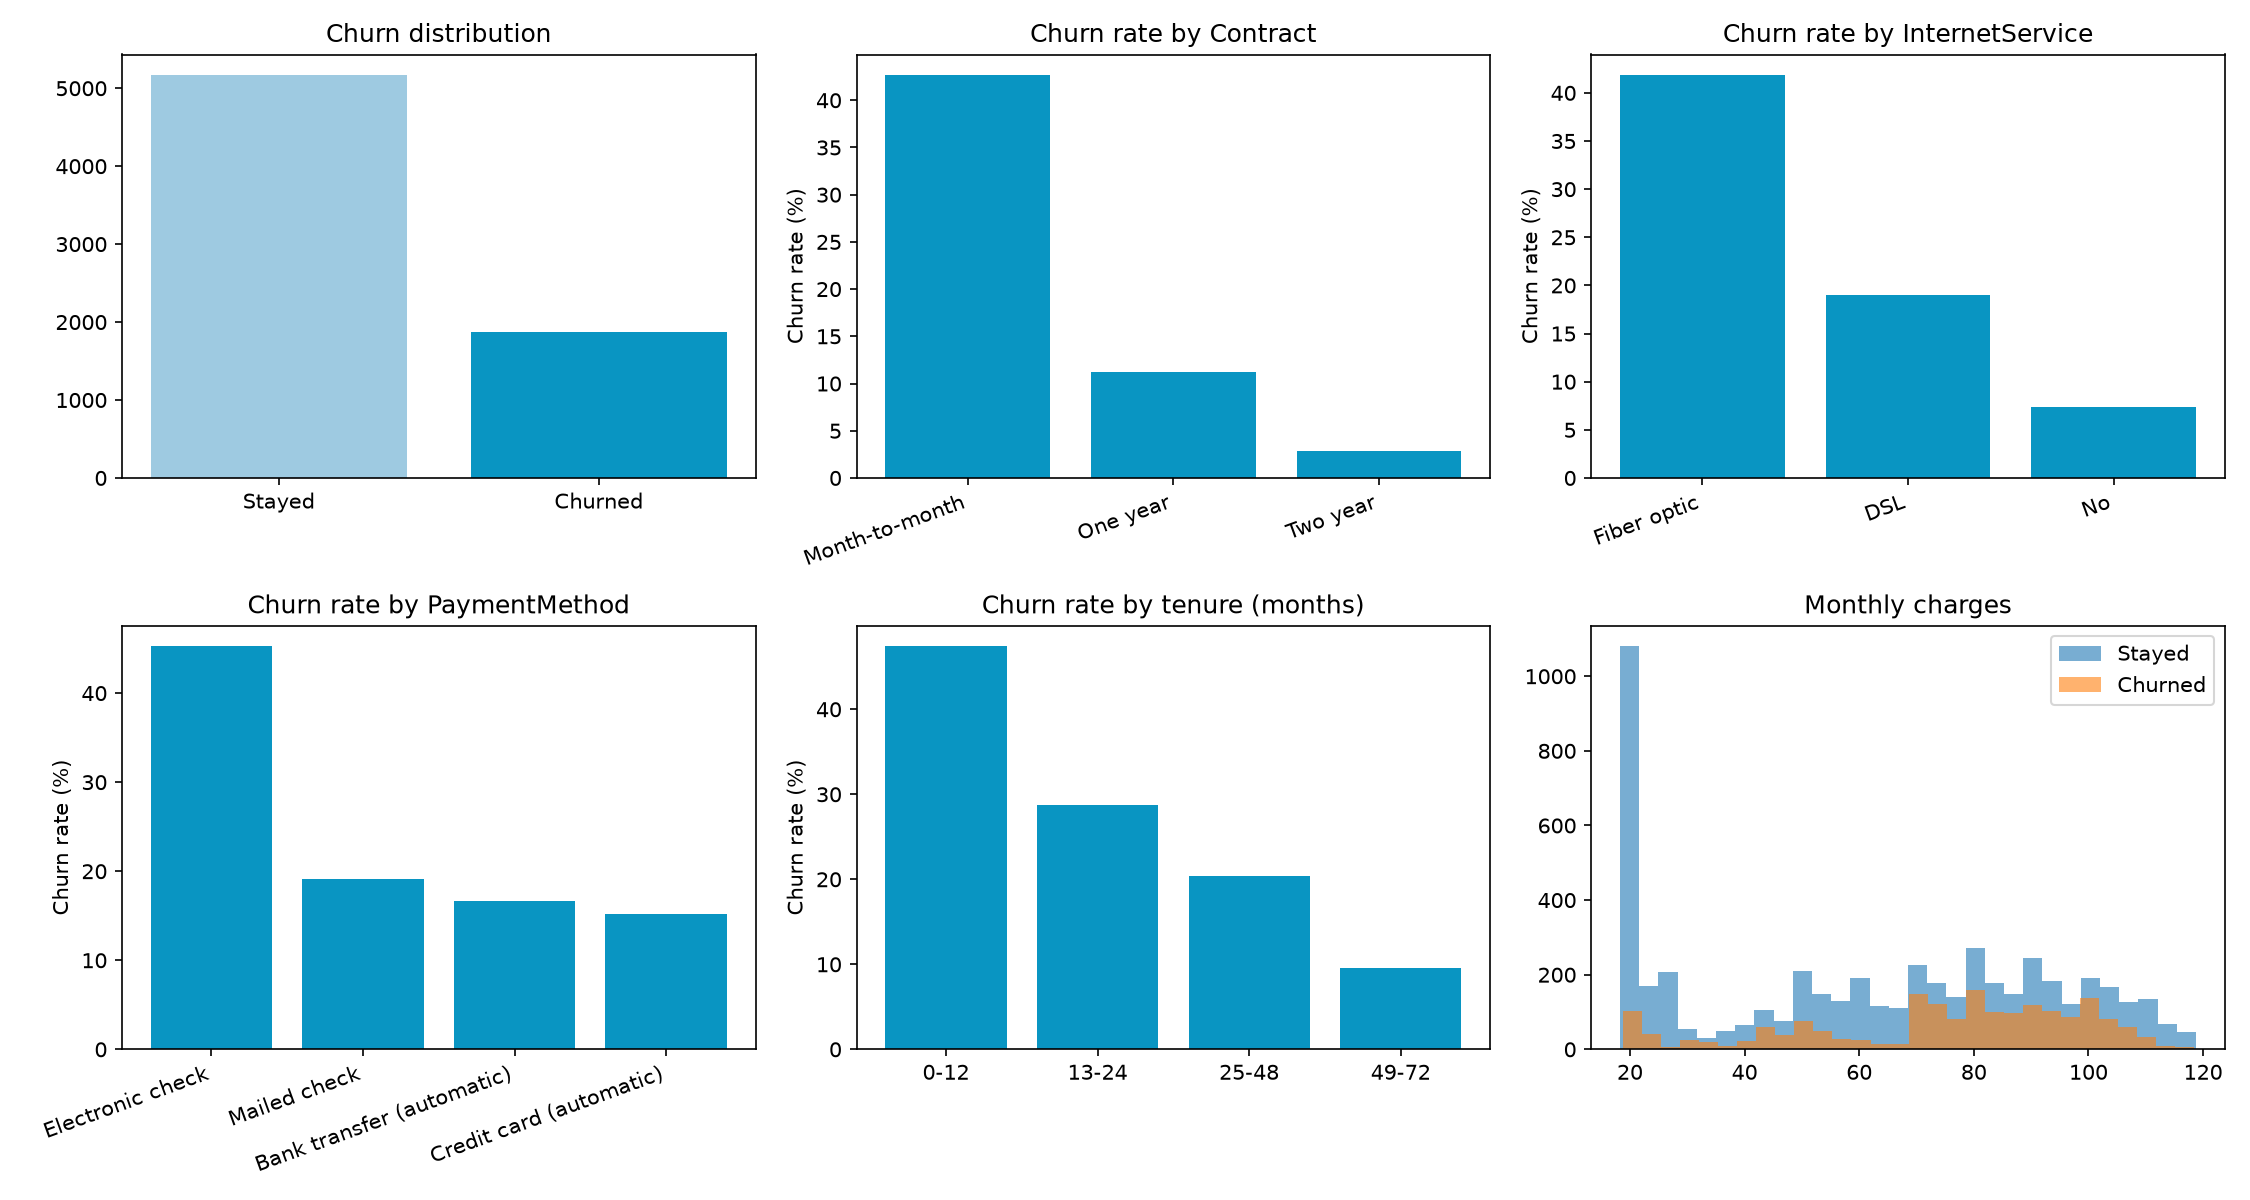 Churn distribution
5000
4000
3000
2000
1000
0
Stayed
Churned
Churn rate by Contract
Churn rate (%)
40
35
30
25
20
15
10
5
0
Month-to-month
One year
Two year
Churn rate by InternetService
Churn rate (%)
40
35
30
25
20
15
10
5
0
Fiber optic
DSL
No
Churn rate by PaymentMethod
Churn rate (%)
40
30
20
10
0
Electronic check
Mailed check
Bank transfer (automatic)
Credit card (automatic)
Churn rate by tenure (months)
Churn rate (%)
40
30
20
10
0
0-12
13-24
25-48
49-72
Monthly charges
Stayed
Churned
1000
800
600
400
200
0
20
40
60
80
100
120